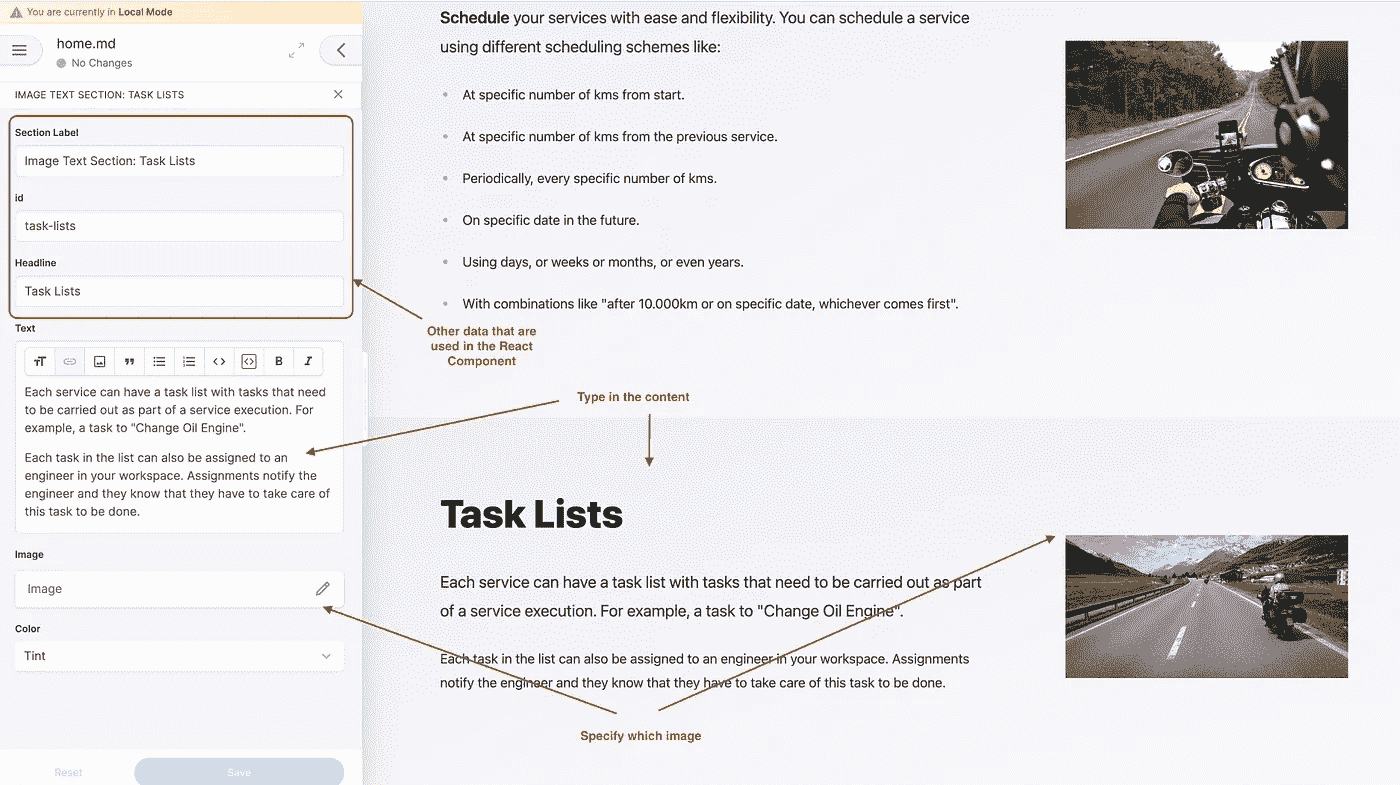 You are currently in Local Mode
home.md
No Changes
IMAGE TEXT SECTION: TASK LISTS
Section Label
Image Text Section: Task Lists
id
task-lists
Headline
Task Lists
Text
B I
Each service can have a task list with tasks that need
to be carried out as part of a service execution. For
example, a task to "Change Oil Engine".
Each task in the list can also be assigned to an
engineer in your workspace. Assignments notify the
engineer and they know that they have to take care of
this task to be done.
Image
Image
Color
Tint
Reset
Save
Schedule your services with ease and flexibility. You can schedule a service
using different scheduling schemes like:
At specific number of kms from start.
At specific number of kms from the previous service.
Periodically, every specific number of kms.
On specific date in the future.
Using days, or weeks or months, or even years.
With combinations like "after 10.000km or on specific date, whichever comes first".
Other data that are
used in the React
Component
Type in the content
Task Lists
Each service can have a task list with tasks that need to be carried out as part
of a service execution. For example, a task to "Change Oil Engine".
Each task in the list can also be assigned to an engineer in your workspace. Assignments
notify the engineer and they know that they have to take care of this task to be done.
Specify which image